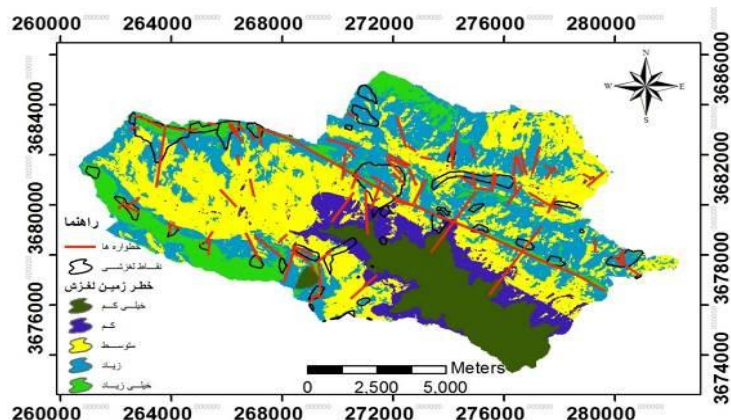 260000 264000 268000 272000 276000 280000
3684000
3680000
3676000
3686000
3682000
3678000
3674000
N
W E
S
راهنما
خطواره ها
نقاط لغزشی
خطر زمین لغزش
خیلی کم
کم
متوسط
زیاد
خیلی زیاد
Meters
0 2,500 5,000
260000 264000 268000 272000 276000 280000